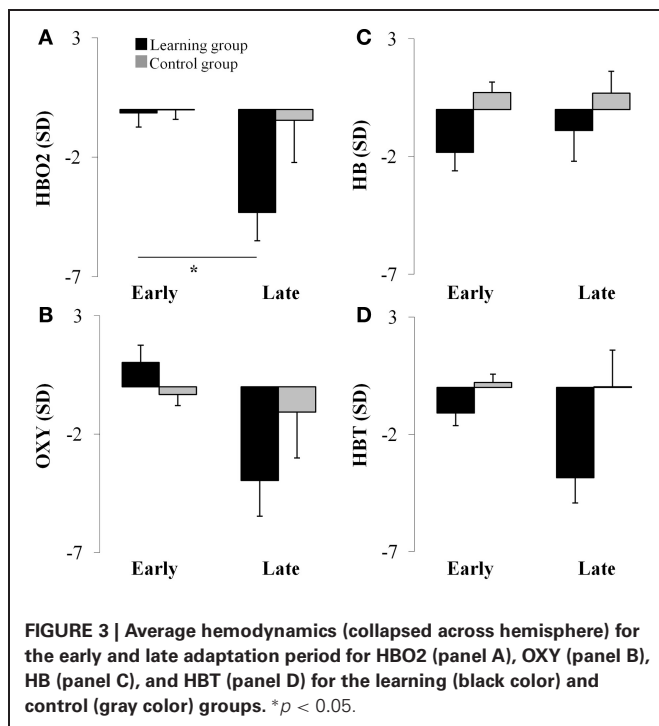 A
3
Learning group
Control group
HBO2 (SD)
-2
*
-7
Early
Late
B
3
OXY (SD)
-2
-7
Early
Late
C
3
HB (SD)
-2
-7
Early
Late
D
3
HBT (SD)
-2
-7
Early
Late
FIGURE 3 | Average hemodynamics (collapsed across hemisphere) for
the early and late adaptation period for HBO2 (panel A), OXY (panel B),
HB (panel C), and HBT (panel D) for the learning (black color) and
control (gray color) groups. *p < 0.05.